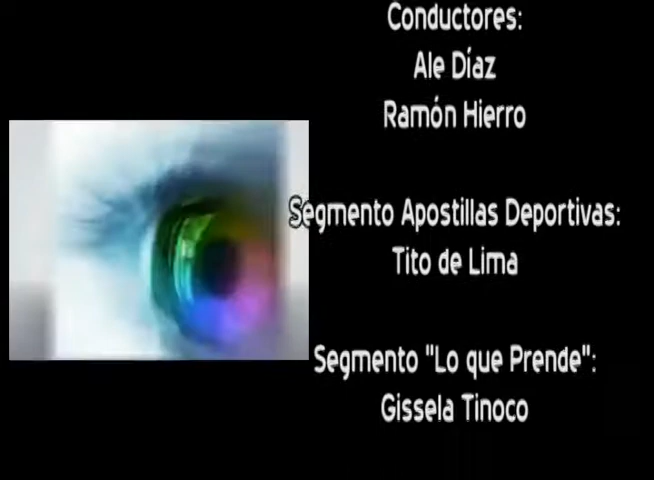 Conductores:
Ale Díaz
Ramón Hierro
Segmento Apostillas Deportivas:
Tito de Lima
Segmento "Lo que Prende":
Gissela Tinoco